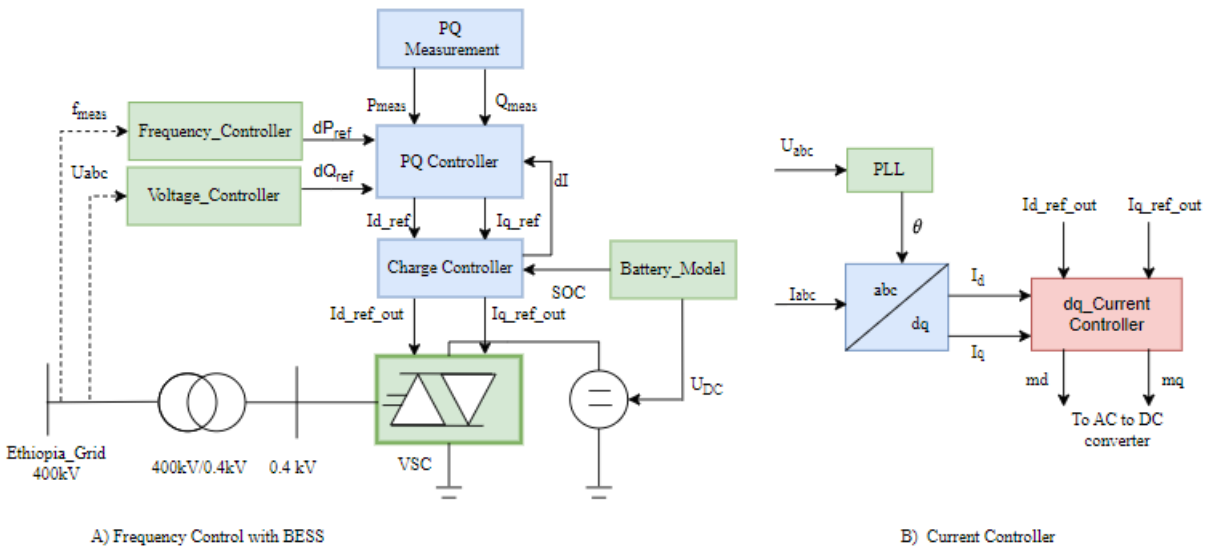 PQ
Measurement
Pmeas
Qmeas
fmeas
Frequency_Controller
dPref
PQ Controller
Uabc
Voltage_Controller
dQref
dI
Id_ref
Iq_ref
Charge Controller
Battery_Model
SOC
Id_ref_out
Iq_ref_out
UDC
Ethiopia_Grid
400kV
400kV/0.4kV
0.4 kV
VSC
A) Frequency Control with BESS
Uabc
PLL
Id_ref_out
Iq_ref_out
θ
Iabc
abc
dq
Id
Iq
dq_Current
Controller
md
mq
To AC to DC
converter
B) Current Controller